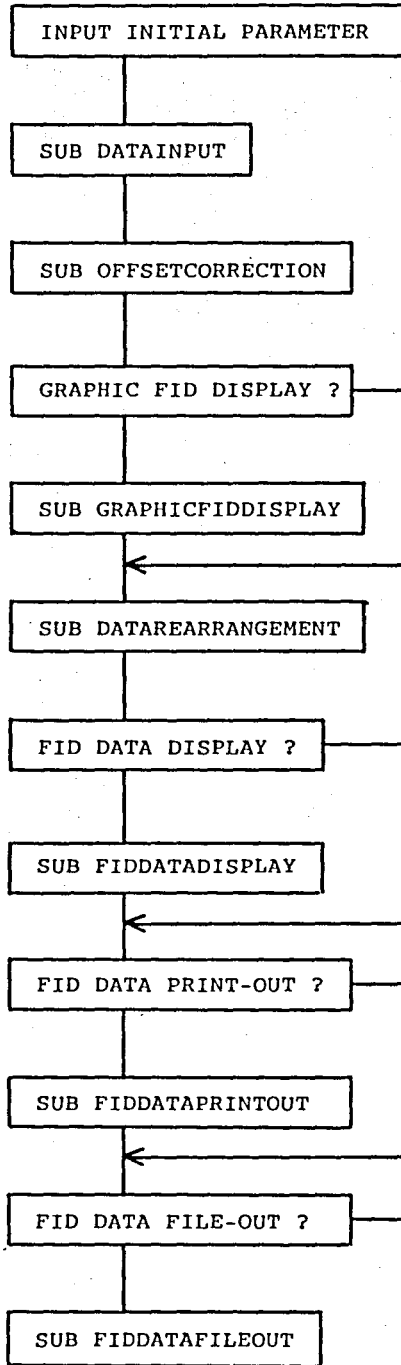 INPUT INITIAL PARAMETER
SUB DATAINPUT
SUB OFFSETCORRECTION
GRAPHIC FID DISPLAY ?
SUB GRAPHICFIDDISPLAY
SUB DATAREARRANGEMENT
FID DATA DISPLAY ?
SUB FIDDATADISPLAY
FID DATA PRINT-OUT ?
SUB FIDDATAPRINTOUT
FID DATA FILE-OUT ?
SUB FIDDATAFILEOUT